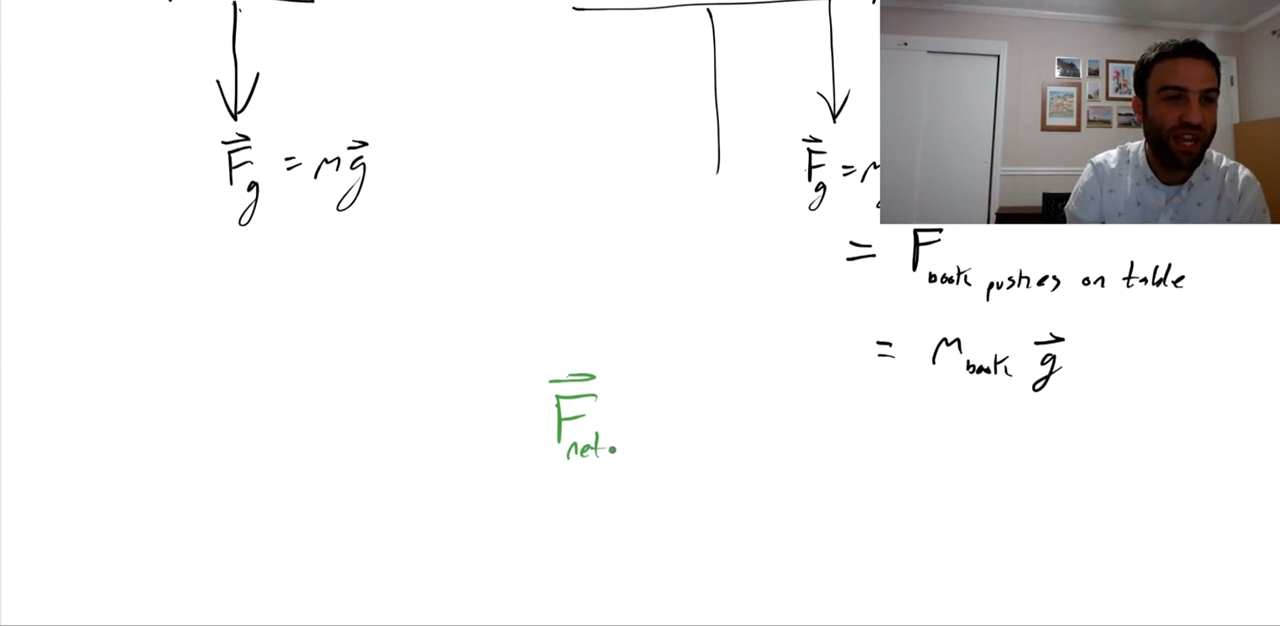 F⃗g = mg⃗
F⃗g = m
= F book pushes on table
= m book g⃗
F⃗net